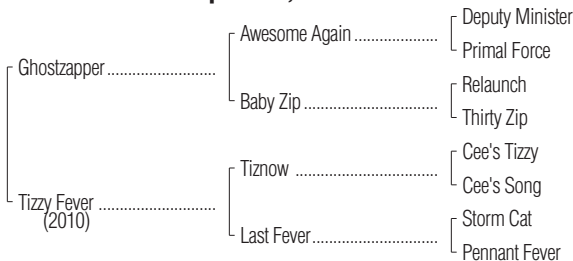 Deputy Minister
Awesome Again
Primal Force
Ghostzapper
Relaunch
Baby Zip
Thirty Zip
Cee's Tizzy
Tiznow
Cee's Song
Tizzy Fever
(2010)
Storm Cat
Last Fever
Pennant Fever